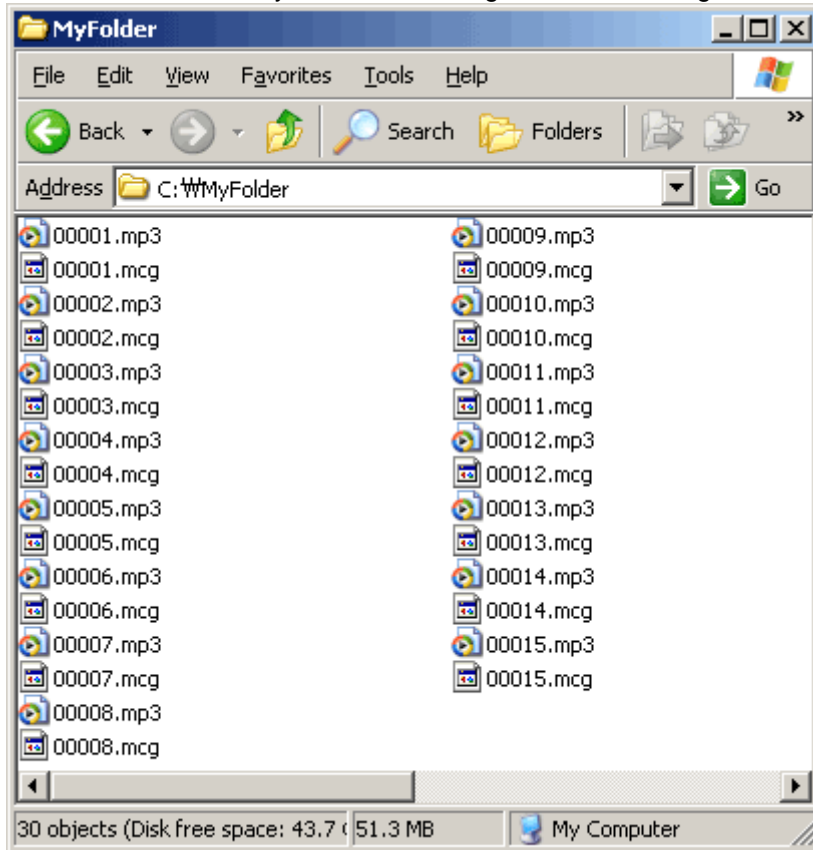 MyFolder
File Edit View Favorites Tools Help
Back Search Folders »
Address C:₩MyFolder Go
00001.mp3
00001.mcg
00002.mp3
00002.mcg
00003.mp3
00003.mcg
00004.mp3
00004.mcg
00005.mp3
00005.mcg
00006.mp3
00006.mcg
00007.mp3
00007.mcg
00008.mp3
00008.mcg
00009.mp3
00009.mcg
00010.mp3
00010.mcg
00011.mp3
00011.mcg
00012.mp3
00012.mcg
00013.mp3
00013.mcg
00014.mp3
00014.mcg
00015.mp3
00015.mcg
30 objects (Disk free space: 43.7 51.3 MB My Computer